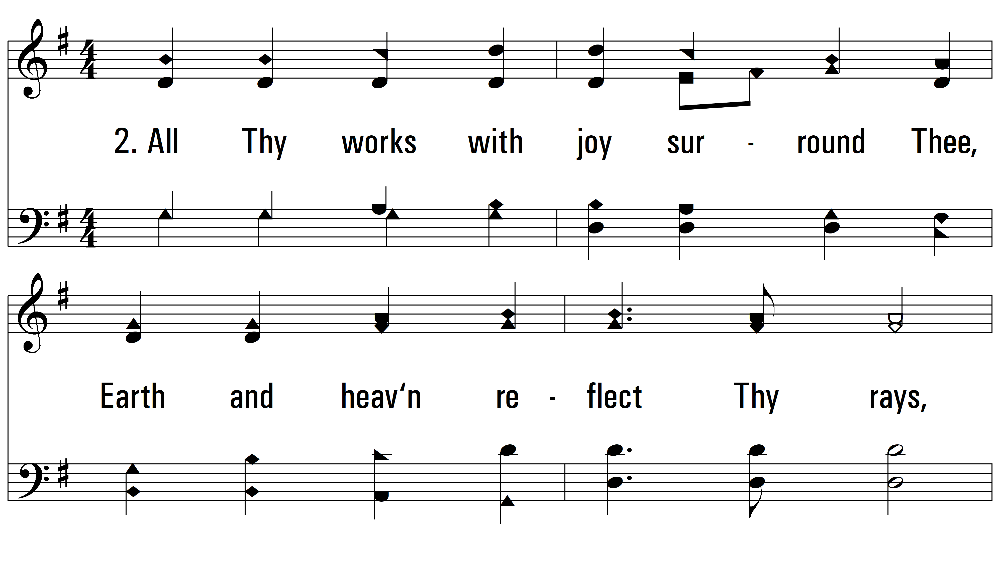 2. All Thy works with joy sur - round Thee,
Earth and heav‘n re - flect Thy rays,